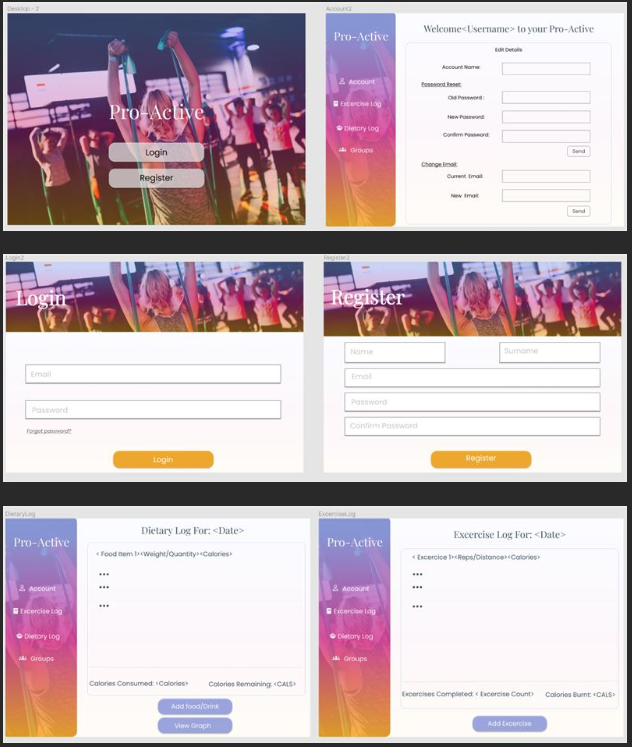 Desktop - 2
Pro-Active
Login
Register
Account2
Pro-Active
Account
Excercise Log
Dietary Log
Groups
Welcome<Username> to your Pro-Active
Edit Details
Account Name:
Password Reset:
Old Password :
New Password:
Confirm Password:
Send
Change Email:
Current Email:
New Email:
Send
Login2
Login
Email
Password
Forgot password?
Login
Register2
Register
Name
Surname
Email
Password
Confirm Password
Register
DietaryLog
Pro-Active
Account
Excercise Log
Dietary Log
Groups
Dietary Log For: <Date>
< Food Item 1><Weight/Quantity><Calories>
...
...
...
Calories Consumed: <Calories>
Calories Remaining: <CALS>
Add food/Drink
View Graph
ExcerciseLog
Pro-Active
Account
Excercise Log
Dietary Log
Groups
Excercise Log For: <Date>
< Excercice 1><Reps/Distance><Calories>
...
...
...
Excercises Completed: < Excercise Count>
Calories Burnt: <CALS>
Add Excercise